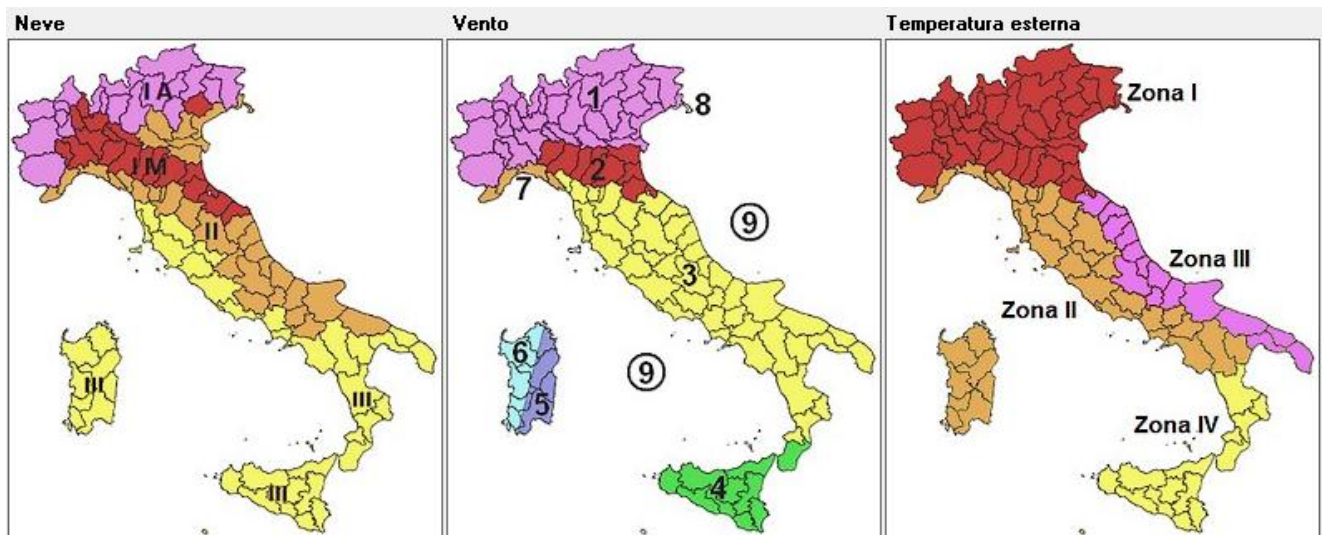 Neve
I A
I M
II
III
III
III
Vento
1
8
2
7
9
3
6
9
5
4
Temperatura esterna
Zona I
Zona III
Zona II
Zona IV